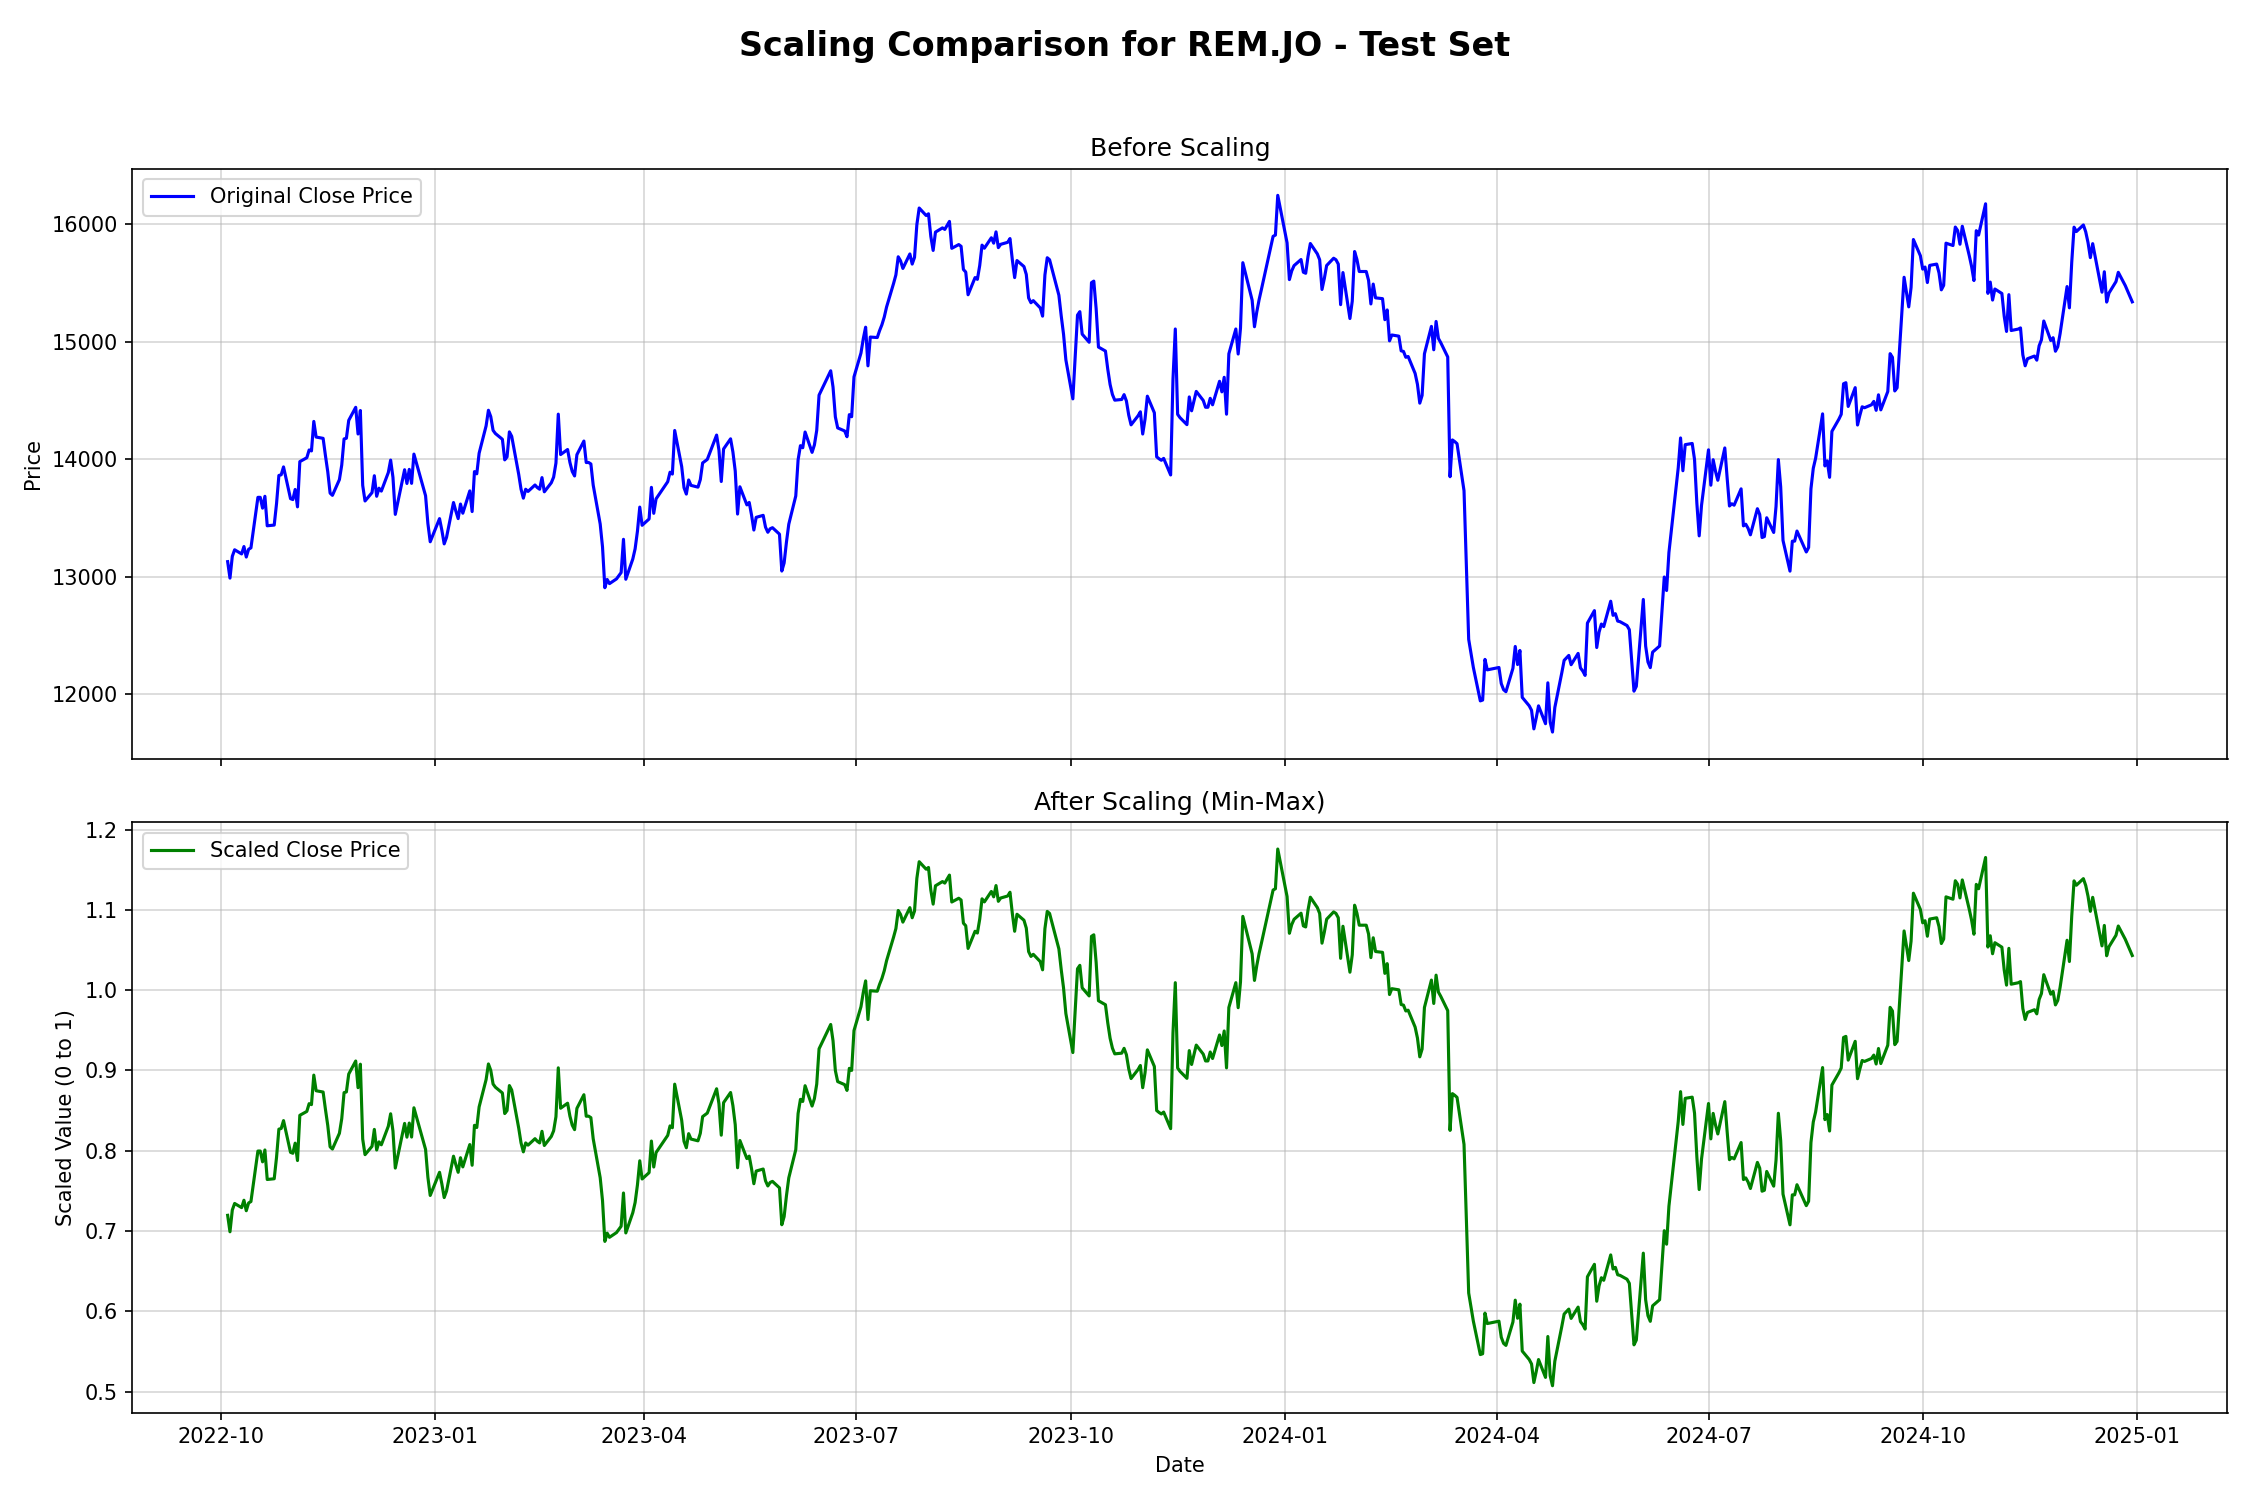 Scaling Comparison for REM.JO - Test Set
Before Scaling
Original Close Price
Price
16000
15000
14000
13000
12000
After Scaling (Min-Max)
Scaled Close Price
Scaled Value (0 to 1)
1.2
1.1
1.0
0.9
0.8
0.7
0.6
0.5
2022-10
2023-01
2023-04
2023-07
2023-10
2024-01
2024-04
2024-07
2024-10
2025-01
Date